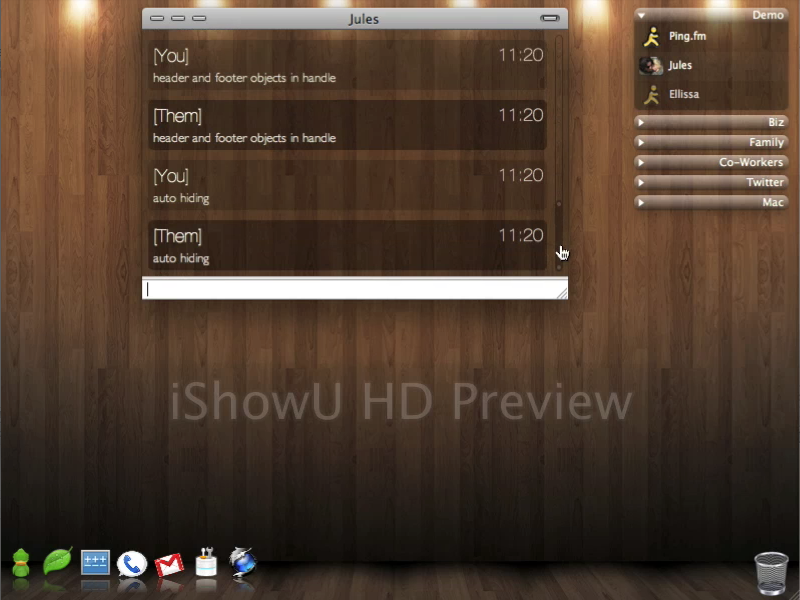 Jules
[You] 11:20
header and footer objects in handle
[Them] 11:20
header and footer objects in handle
[You] 11:20
auto hiding
[Them] 11:20
auto hiding
Demo
Ping.fm
Jules
Ellissa
Biz
Family
Co-Workers
Twitter
Mac
iShowU HD Preview